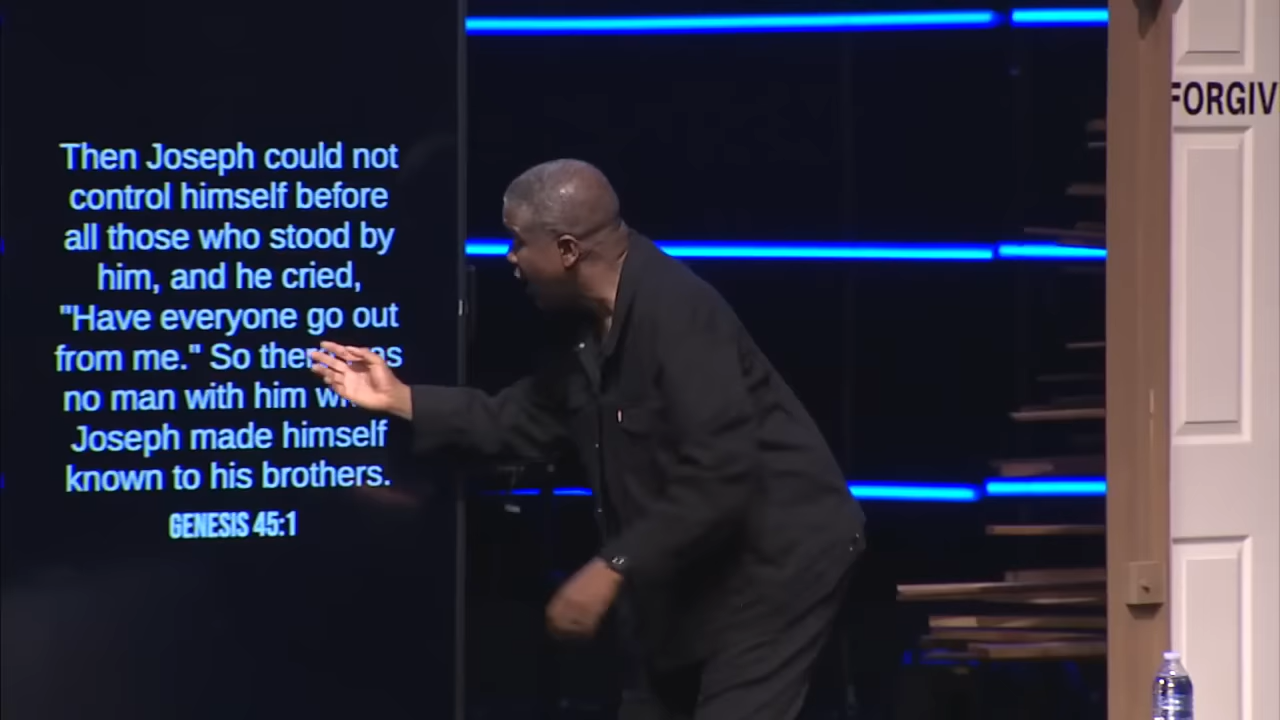 Then Joseph could not
control himself before
all those who stood by
him, and he cried,
"Have everyone go out
from me." So there was
no man with him
Joseph made himself
known to his brothers.
GENESIS 45:1
FORGIV